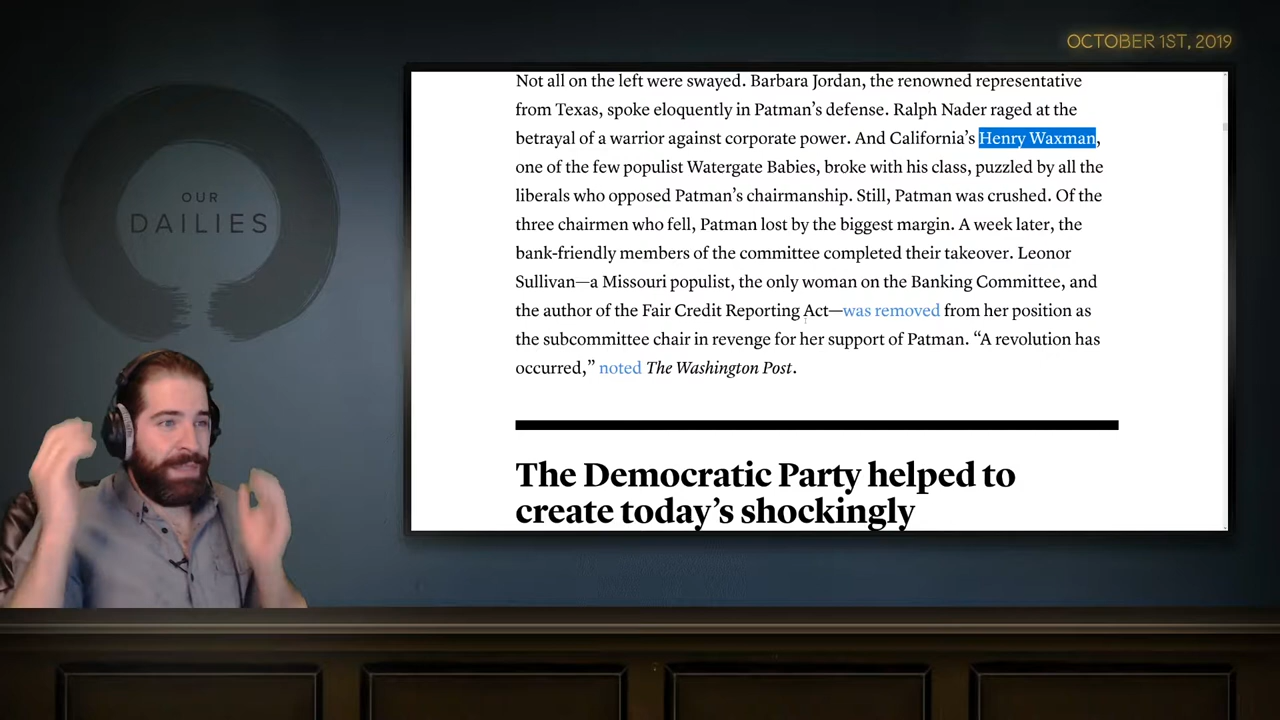 OCTOBER 1ST, 2019
OUR
DAILIES
Not all on the left were swayed. Barbara Jordan, the renowned representative
from Texas, spoke eloquently in Patman’s defense. Ralph Nader raged at the
betrayal of a warrior against corporate power. And California’s Henry Waxman,
one of the few populist Watergate Babies, broke with his class, puzzled by all the
liberals who opposed Patman’s chairmanship. Still, Patman was crushed. Of the
three chairmen who fell, Patman lost by the biggest margin. A week later, the
bank-friendly members of the committee completed their takeover. Leonor
Sullivan—a Missouri populist, the only woman on the Banking Committee, and
the author of the Fair Credit Reporting Act—was removed from her position as
the subcommittee chair in revenge for her support of Patman. “A revolution has
occurred,” noted The Washington Post.
The Democratic Party helped to
create today’s shockingly